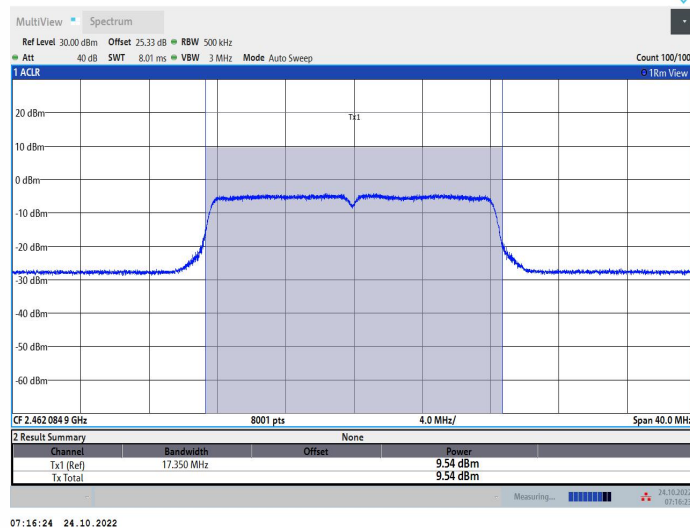 MultiView Spectrum
Ref Level 30.00 dBm Offset 25.33 dB RBW 500 kHz
Att 40 dB SWT 8.01 ms VBW 3 MHz Mode Auto Sweep Count 100/100
1 ACLR 1Rm View
Tx1
20 dBm
10 dBm
0 dBm
-10 dBm
-20 dBm
-30 dBm
-40 dBm
-50 dBm
-60 dBm
CF 2.462 084 9 GHz 8001 pts 4.0 MHz/ Span 40.0 MHz
2 Result Summary None
Channel Bandwidth Offset Power
Tx1 (Ref) 17.350 MHz 9.54 dBm
Tx Total 9.54 dBm
Measuring... 24.10.2022
07:16:23
07:16:24 24.10.2022